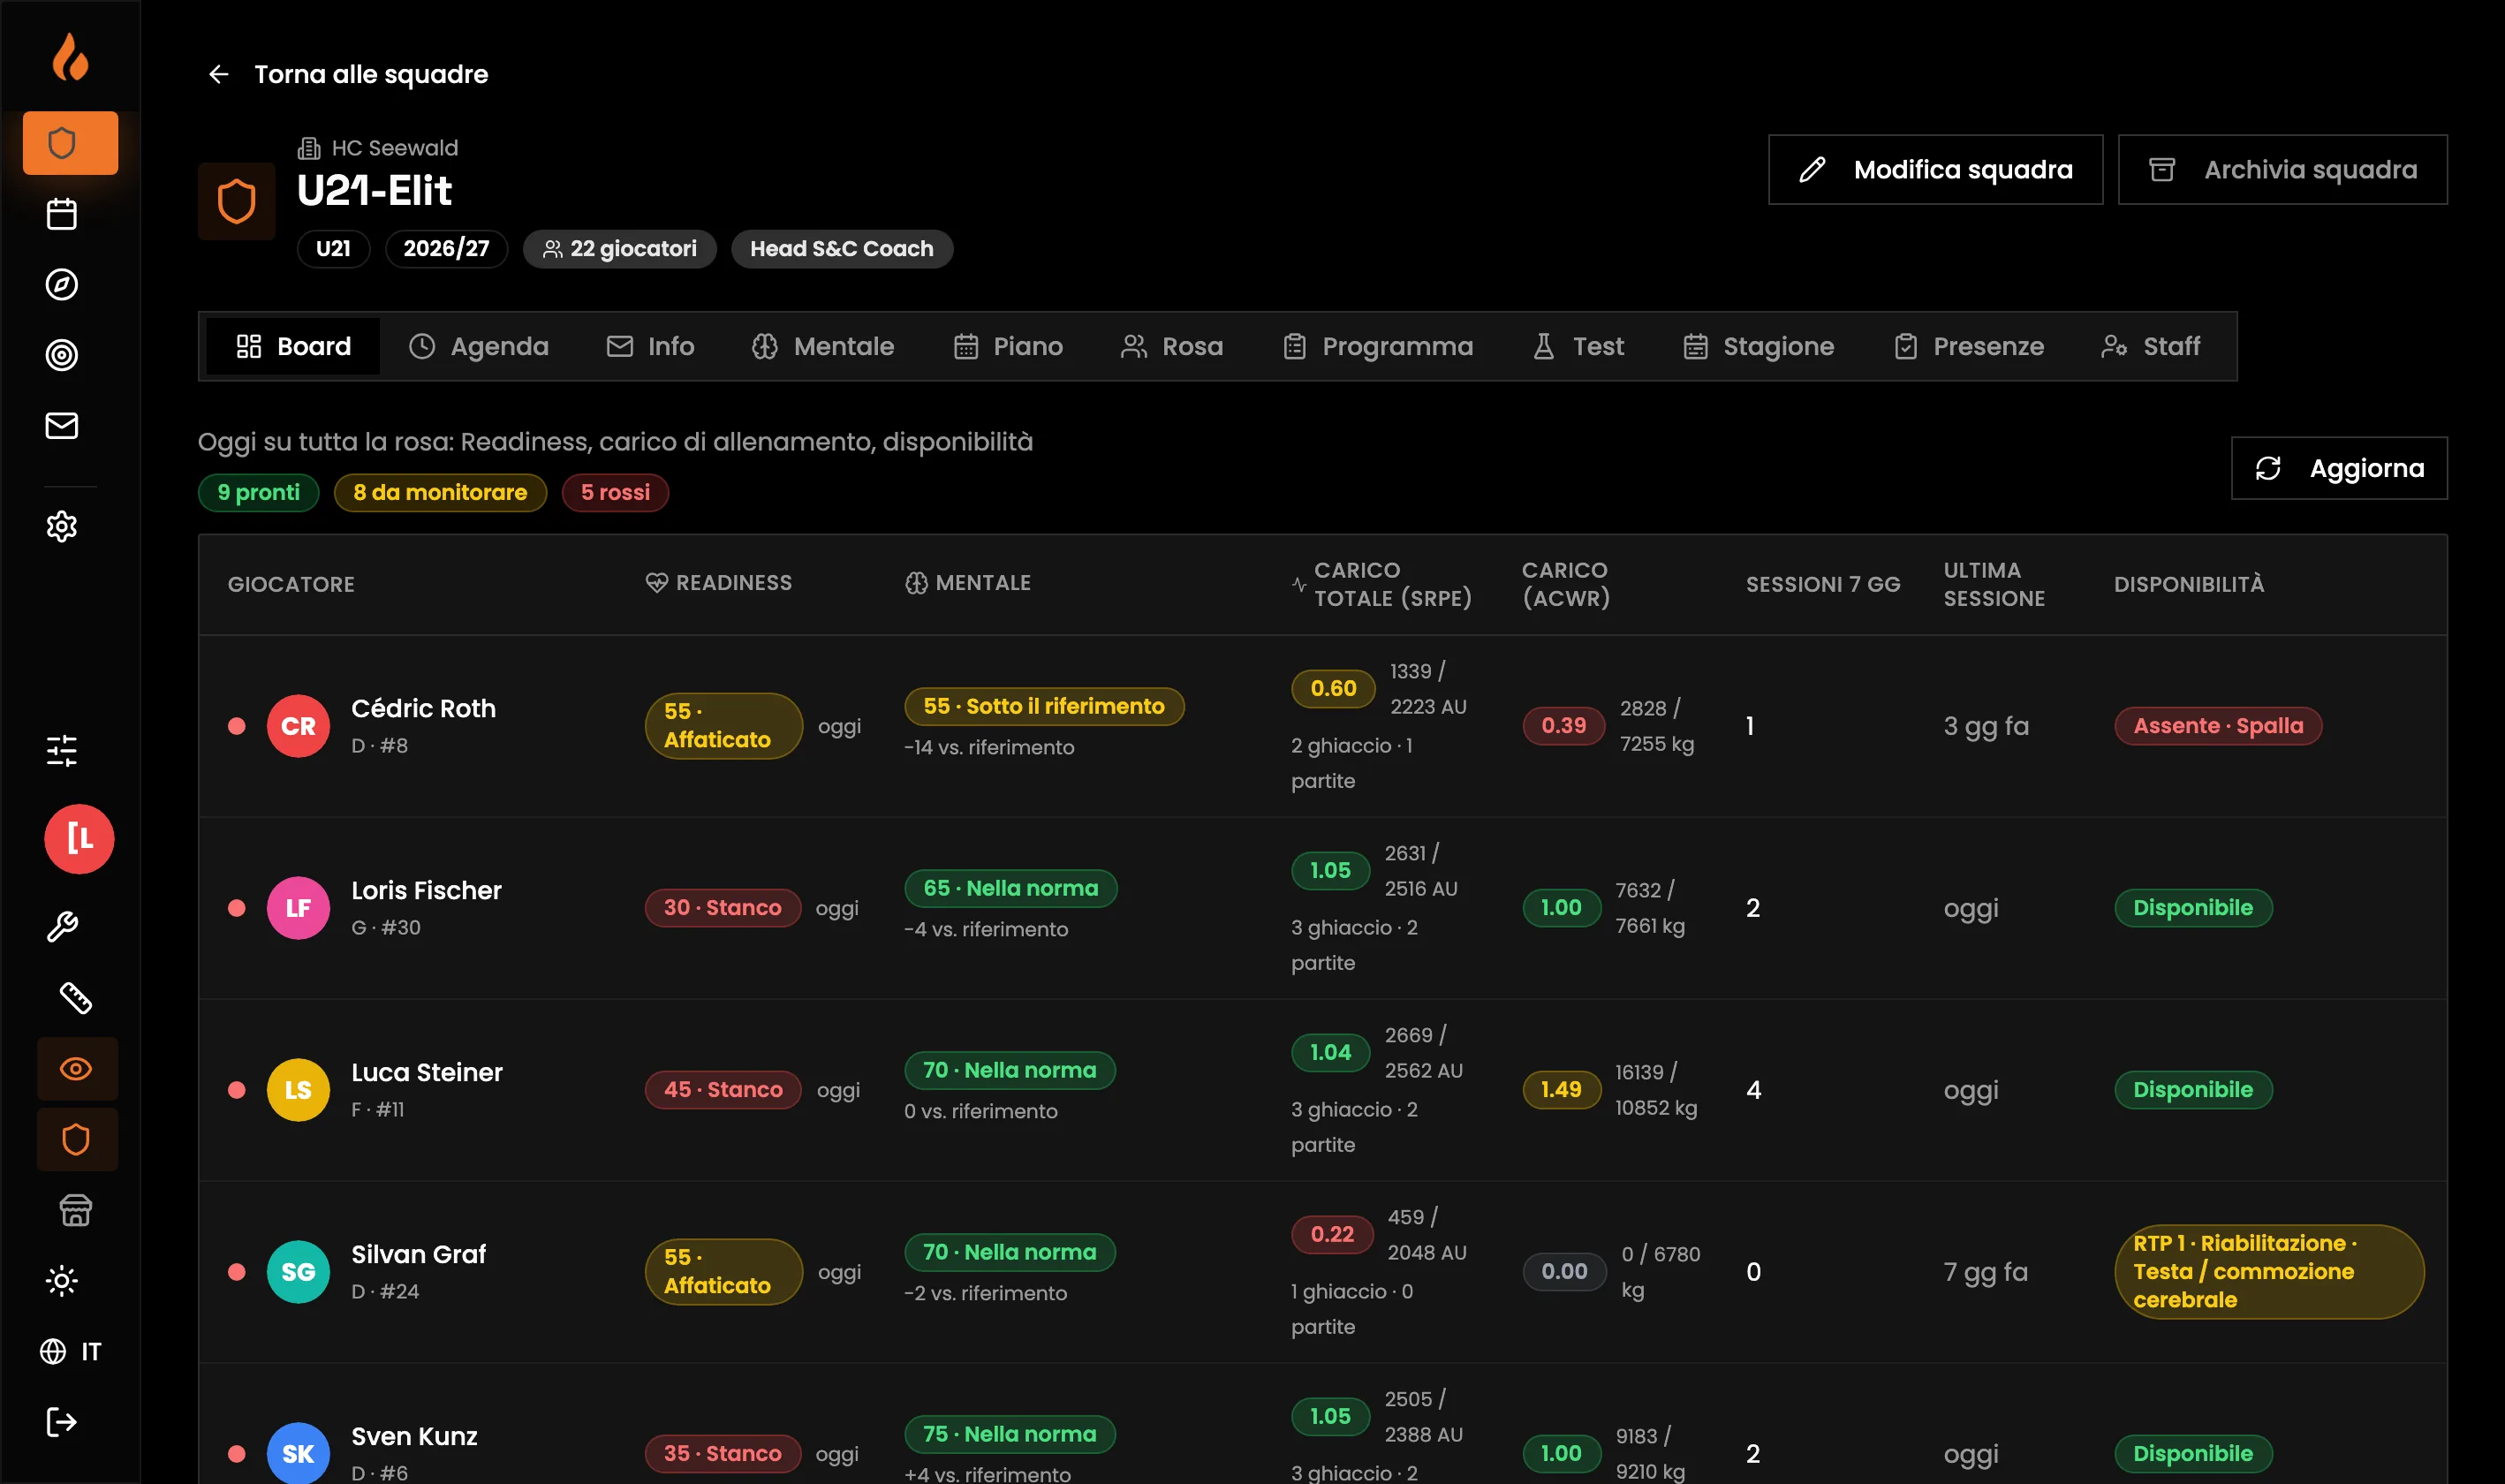 Torna alle squadre
HC Seewald
U21-Elit
U21
2026/27
22 giocatori
Head S&C Coach
Modifica squadra
Archivia squadra
Board
Agenda
Info
Mentale
Piano
Rosa
Programma
Test
Stagione
Presenze
Staff
Oggi su tutta la rosa: Readiness, carico di allenamento, disponibilità
9 pronti
8 da monitorare
5 rossi
Aggiorna
GIOCATORE
READINESS
MENTALE
CARICO
TOTALE (SRPE)
CARICO
(ACWR)
SESSIONI 7 GG
ULTIMA
SESSIONE
DISPONIBILITÀ
CR
Cédric Roth
D · #8
55 ·
Affaticato
oggi
55 · Sotto il riferimento
-14 vs. riferimento
0.60
1339 /
2223 AU
2 ghiaccio · 1
partite
0.39
2828 /
7255 kg
1
3 gg fa
Assente · Spalla
LF
Loris Fischer
G · #30
30 · Stanco
oggi
65 · Nella norma
-4 vs. riferimento
1.05
2631 /
2516 AU
3 ghiaccio · 2
partite
1.00
7632 /
7661 kg
2
oggi
Disponibile
LS
Luca Steiner
F · #11
45 · Stanco
oggi
70 · Nella norma
0 vs. riferimento
1.04
2669 /
2562 AU
3 ghiaccio · 2
partite
1.49
16139 /
10852 kg
4
oggi
Disponibile
SG
Silvan Graf
D · #24
55 ·
Affaticato
oggi
70 · Nella norma
-2 vs. riferimento
0.22
459 /
2048 AU
1 ghiaccio · 0
partite
0.00
0 / 6780
kg
0
7 gg fa
RTP 1 · Riabilitazione ·
Testa / commozione
cerebrale
SK
Sven Kunz
D · #6
35 · Stanco
oggi
75 · Nella norma
+4 vs. riferimento
1.05
2505 /
2388 AU
3 ghiaccio · 2
1.00
9183 /
9210 kg
2
oggi
Disponibile
[L
IT